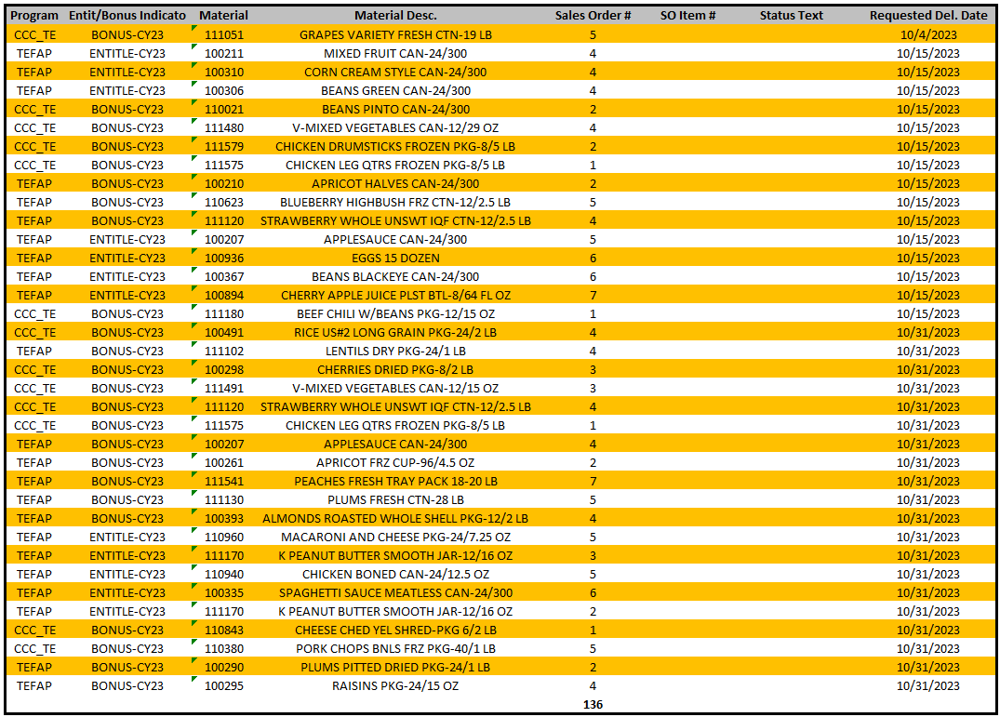 Program Entit/Bonus Indicato Material Material Desc. Sales Order # SO Item # Status Text Requested Del. Date
CCC_TE BONUS-CY23 111051 GRAPES VARIETY FRESH CTN-19 LB 5 10/4/2023
TEFAP ENTITLE-CY23 100211 MIXED FRUIT CAN-24/300 4 10/15/2023
TEFAP ENTITLE-CY23 100310 CORN CREAM STYLE CAN-24/300 4 10/15/2023
TEFAP ENTITLE-CY23 100306 BEANS GREEN CAN-24/300 4 10/15/2023
CCC_TE BONUS-CY23 110021 BEANS PINTO CAN-24/300 2 10/15/2023
CCC_TE BONUS-CY23 111480 V-MIXED VEGETABLES CAN-12/29 OZ 4 10/15/2023
CCC_TE BONUS-CY23 111579 CHICKEN DRUMSTICKS FROZEN PKG-8/5 LB 2 10/15/2023
CCC_TE BONUS-CY23 111575 CHICKEN LEG QTRS FROZEN PKG-8/5 LB 1 10/15/2023
TEFAP BONUS-CY23 100210 APRICOT HALVES CAN-24/300 2 10/15/2023
TEFAP BONUS-CY23 110623 BLUEBERRY HIGHBUSH FRZ CTN-12/2.5 LB 5 10/15/2023
TEFAP BONUS-CY23 111120 STRAWBERRY WHOLE UNSWT IQF CTN-12/2.5 LB 4 10/15/2023
TEFAP ENTITLE-CY23 100207 APPLESAUCE CAN-24/300 5 10/15/2023
TEFAP ENTITLE-CY23 100936 EGGS 15 DOZEN 6 10/15/2023
TEFAP ENTITLE-CY23 100367 BEANS BLACKEYE CAN-24/300 6 10/15/2023
TEFAP ENTITLE-CY23 100894 CHERRY APPLE JUICE PLST BTL-8/64 FL OZ 7 10/15/2023
CCC_TE BONUS-CY23 111180 BEEF CHILI W/BEANS PKG-12/15 OZ 1 10/15/2023
CCC_TE BONUS-CY23 100491 RICE US#2 LONG GRAIN PKG-24/2 LB 4 10/31/2023
TEFAP BONUS-CY23 111102 LENTILS DRY PKG-24/1 LB 4 10/31/2023
CCC_TE BONUS-CY23 100298 CHERRIES DRIED PKG-8/2 LB 3 10/31/2023
CCC_TE BONUS-CY23 111491 V-MIXED VEGETABLES CAN-12/15 OZ 3 10/31/2023
CCC_TE BONUS-CY23 111120 STRAWBERRY WHOLE UNSWT IQF CTN-12/2.5 LB 4 10/31/2023
CCC_TE BONUS-CY23 111575 CHICKEN LEG QTRS FROZEN PKG-8/5 LB 1 10/31/2023
TEFAP BONUS-CY23 100207 APPLESAUCE CAN-24/300 4 10/31/2023
TEFAP BONUS-CY23 100261 APRICOT FRZ CUP-96/4.5 OZ 2 10/31/2023
TEFAP BONUS-CY23 111541 PEACHES FRESH TRAY PACK 18-20 LB 7 10/31/2023
TEFAP BONUS-CY23 111130 PLUMS FRESH CTN-28 LB 5 10/31/2023
TEFAP BONUS-CY23 100393 ALMONDS ROASTED WHOLE SHELL PKG-12/2 LB 4 10/31/2023
TEFAP ENTITLE-CY23 110960 MACARONI AND CHEESE PKG-24/7.25 OZ 5 10/31/2023
TEFAP ENTITLE-CY23 111170 K PEANUT BUTTER SMOOTH JAR-12/16 OZ 3 10/31/2023
TEFAP ENTITLE-CY23 110940 CHICKEN BONED CAN-24/12.5 OZ 5 10/31/2023
TEFAP ENTITLE-CY23 100335 SPAGHETTI SAUCE MEATLESS CAN-24/300 6 10/31/2023
TEFAP ENTITLE-CY23 111170 K PEANUT BUTTER SMOOTH JAR-12/16 OZ 2 10/31/2023
CCC_TE BONUS-CY23 110843 CHEESE CHED YEL SHRED-PKG 6/2 LB 1 10/31/2023
CCC_TE BONUS-CY23 110380 PORK CHOPS BNLS FRZ PKG-40/1 LB 5 10/31/2023
TEFAP BONUS-CY23 100290 PLUMS PITTED DRIED PKG-24/1 LB 2 10/31/2023
TEFAP BONUS-CY23 100295 RAISINS PKG-24/15 OZ 4 10/31/2023
136